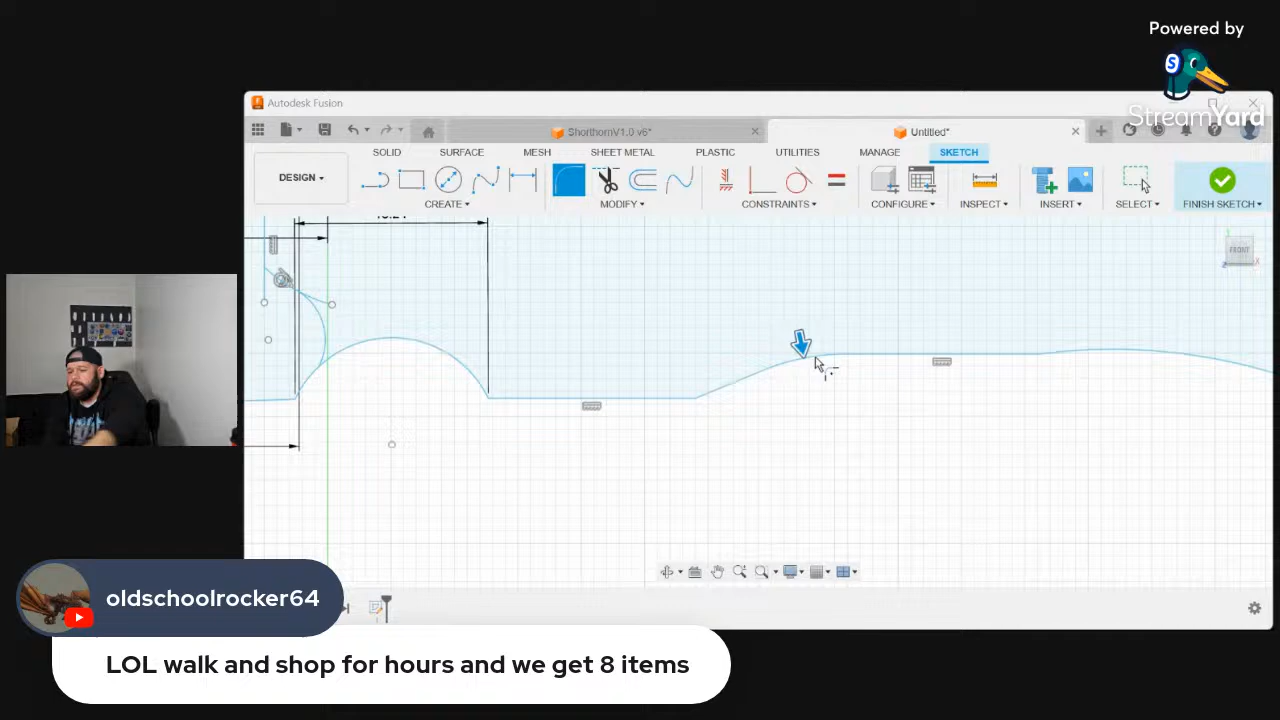 Powered by
S
StreamYard
Autodesk Fusion
ShorthornV1.0 v6*
Untitled*
SOLID SURFACE MESH SHEET METAL PLASTIC UTILITIES MANAGE SKETCH
DESIGN
CREATE MODIFY CONSTRAINTS CONFIGURE INSPECT INSERT SELECT FINISH SKETCH
FRONT
oldschoolrocker64
LOL walk and shop for hours and we get 8 items